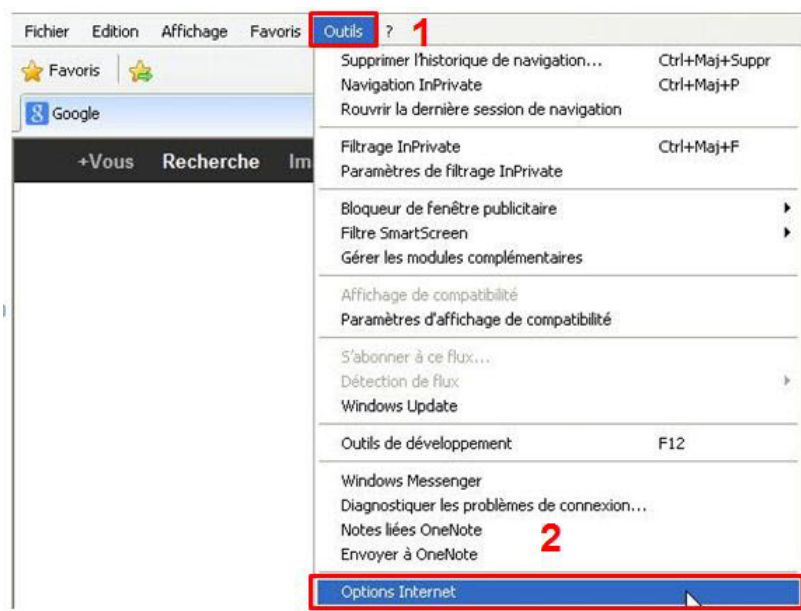 Fichier Edition Affichage Favoris Outils ? 1
Favoris
Google
+Vous Recherche Im
Supprimer l'historique de navigation... Ctrl+Maj+Suppr
Navigation InPrivate Ctrl+Maj+P
Rouvrir la dernière session de navigation
Filtrage InPrivate Ctrl+Maj+F
Paramètres de filtrage InPrivate
Bloqueur de fenêtre publicitaire
Filtre SmartScreen
Gérer les modules complémentaires
Affichage de compatibilité
Paramètres d'affichage de compatibilité
S'abonner à ce flux...
Détection de flux
Windows Update
Outils de développement F12
Windows Messenger
Diagnostiquer les problèmes de connexion...
Notes liées OneNote
2
Envoyer à OneNote
Options Internet